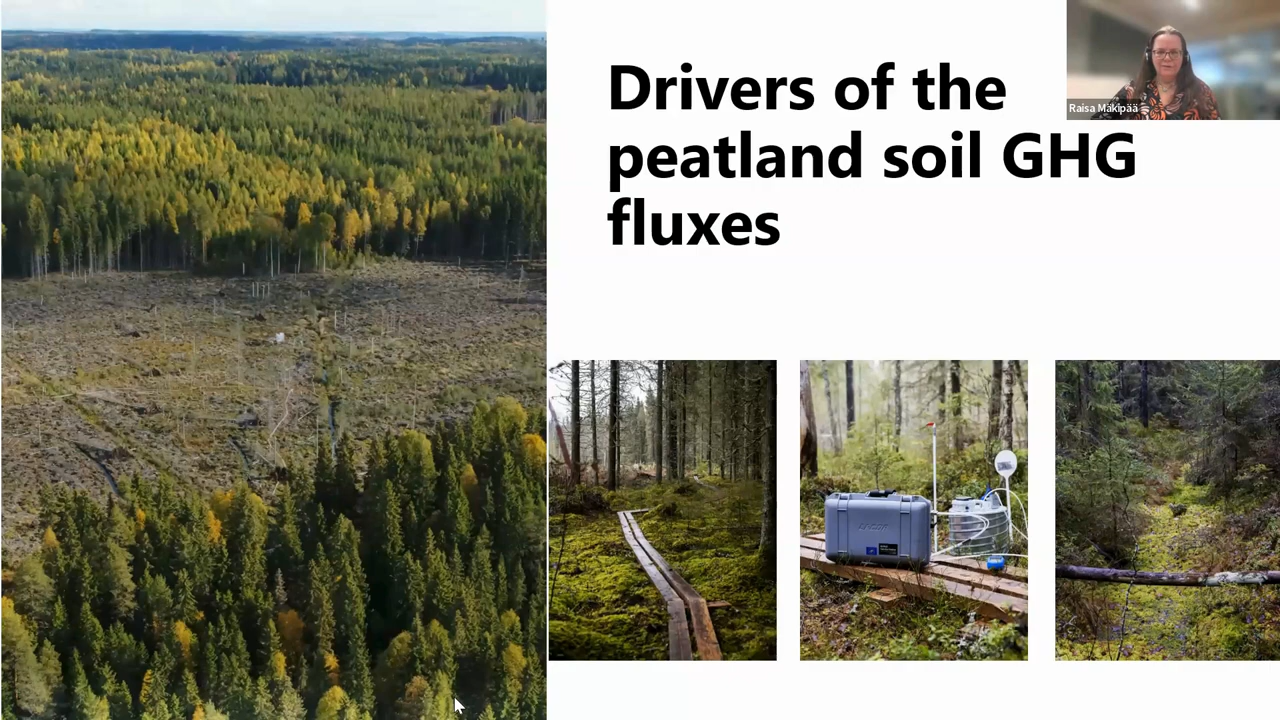 Drivers of the
peatland soil GHG
fluxes
Raisa Mäkipää